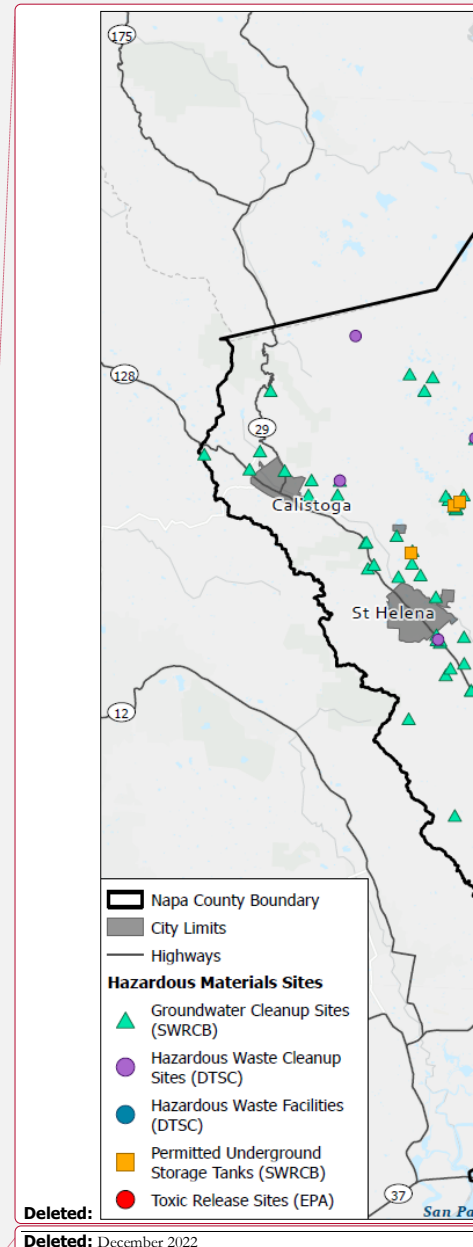 175
128
29
Calistoga
St Helena
12
Napa County Boundary
City Limits
Highways
Hazardous Materials Sites
Groundwater Cleanup Sites
(SWRCB)
Hazardous Waste Cleanup
Sites (DTSC)
Hazardous Waste Facilities
(DTSC)
Permitted Underground
Storage Tanks (SWRCB)
Toxic Release Sites (EPA)
37
San Pa
Deleted:
Deleted: December 2022